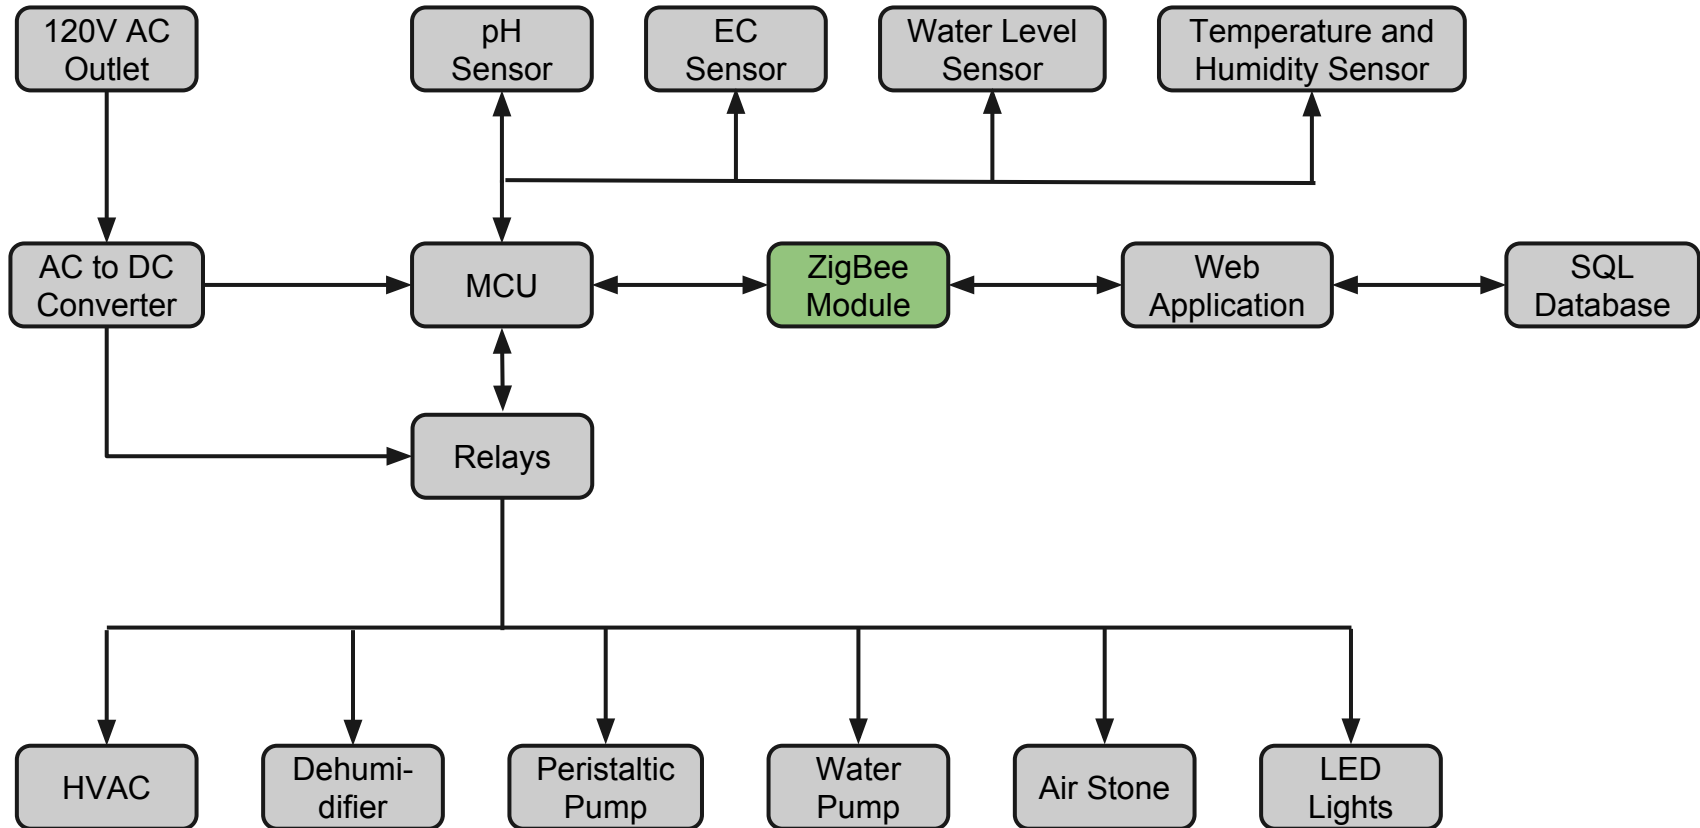 120V AC
Outlet
pH
Sensor
EC
Sensor
Water Level
Sensor
Temperature and
Humidity Sensor
AC to DC
Converter
MCU
ZigBee
Module
Web
Application
SQL
Database
Relays
HVAC
Dehumi-
difier
Peristaltic
Pump
Water
Pump
Air Stone
LED
Lights